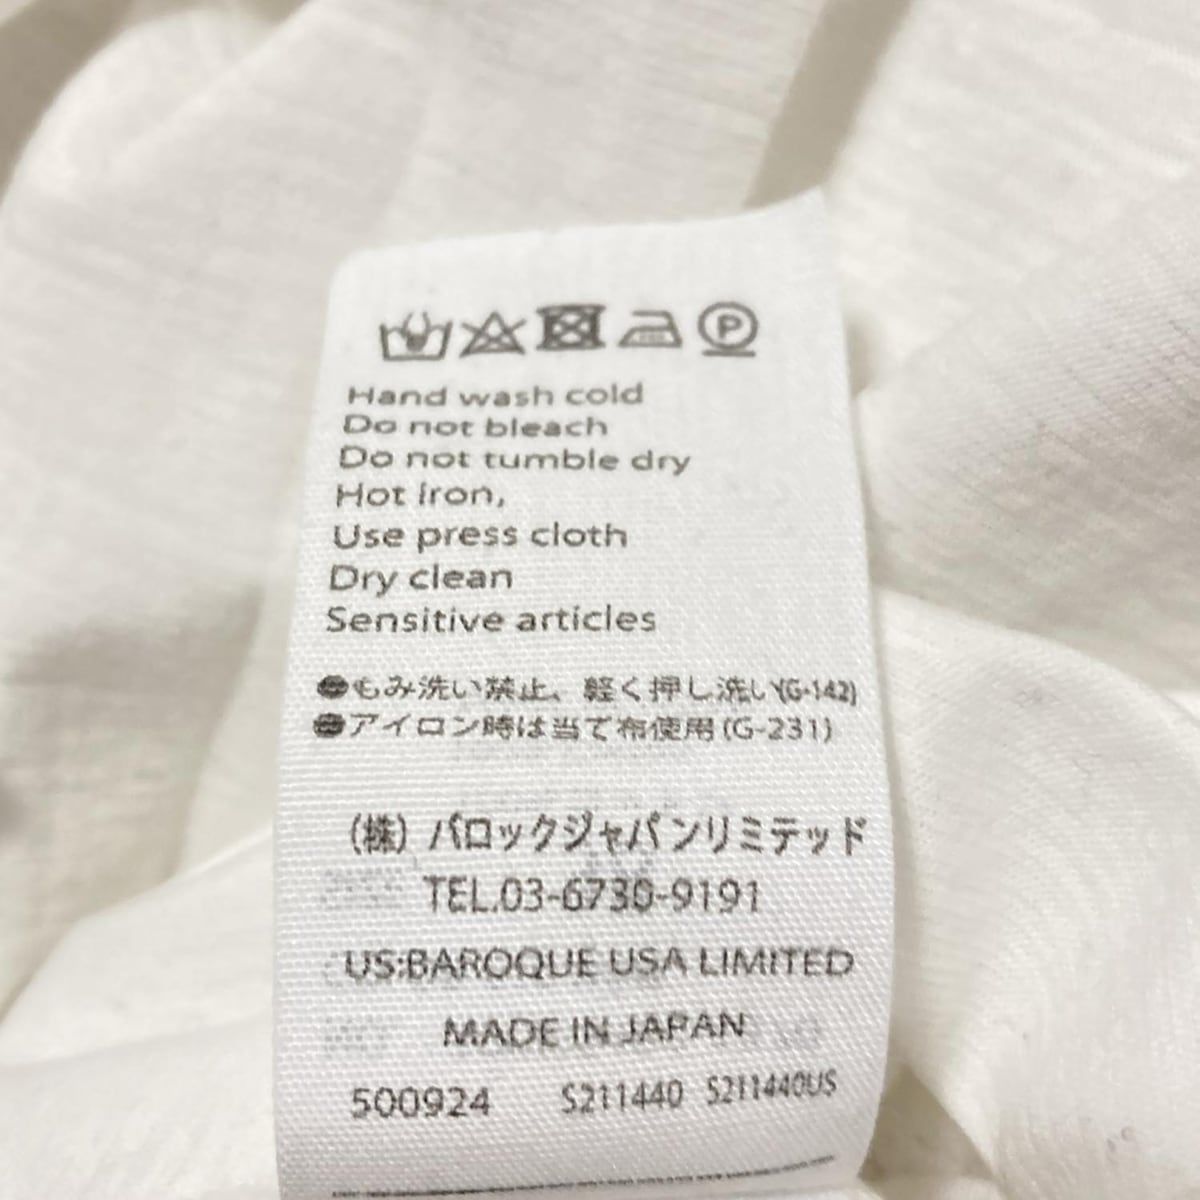 P
Hand wash cold
Do not bleach
Do not tumble dry
Hot iron,
Use press cloth
Dry clean
Sensitive articles
●もみ洗い禁止、軽く押し洗い(G-142)
●アイロン時は当て布使用(G-231)
(株)バロックジャパンリミテッド
TEL.03-6730-9191
US:BAROQUE USA LIMITED
MADE IN JAPAN
500924 S211440 S211440US